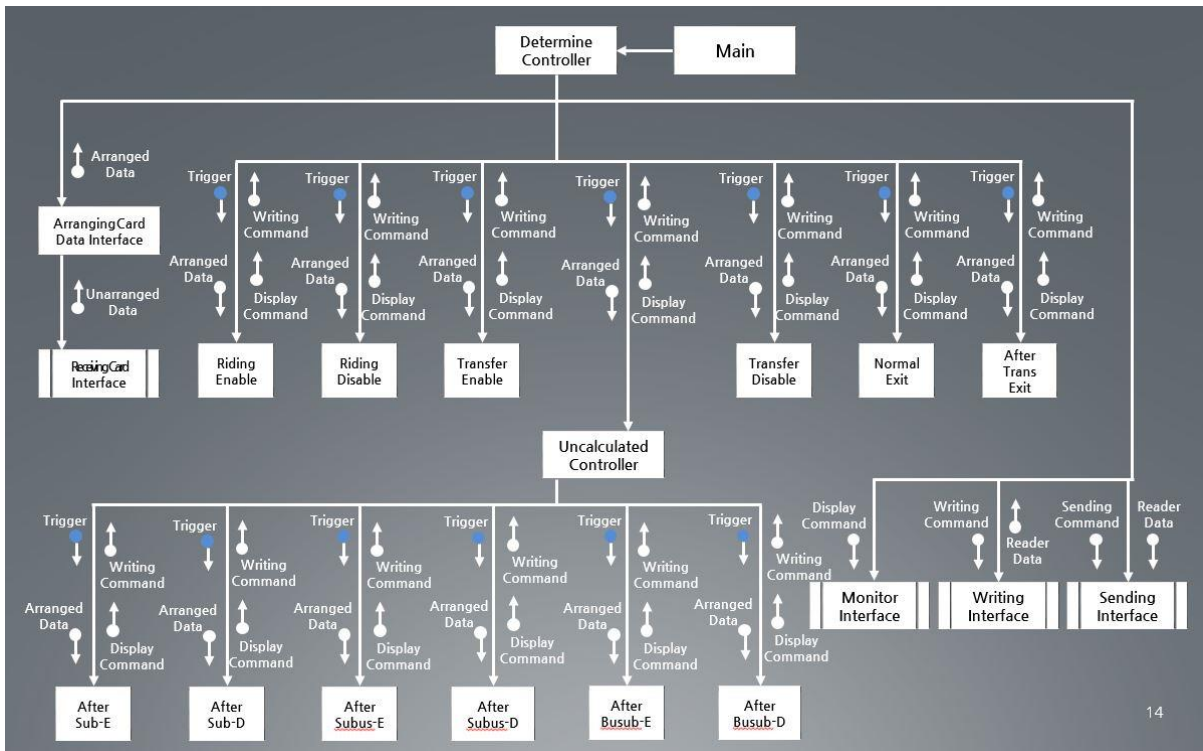 Determine
Controller
Main
Arranged
Data
Arranging Card
Data Interface
Unarranged
Data
Receiving Card
Interface
Trigger
Writing
Command
Arranged
Data
Display
Command
Riding
Enable
Trigger
Writing
Command
Arranged
Data
Display
Command
Riding
Disable
Trigger
Writing
Command
Arranged
Data
Display
Command
Transfer
Enable
Trigger
Writing
Command
Arranged
Data
Display
Command
Uncalculated
Controller
Trigger
Writing
Command
Arranged
Data
Display
Command
Transfer
Disable
Trigger
Writing
Command
Arranged
Data
Display
Command
Normal
Exit
Trigger
Writing
Command
Arranged
Data
Display
Command
After
Trans
Exit
Trigger
Writing
Command
Arranged
Data
Display
Command
After
Sub-E
Trigger
Writing
Command
Arranged
Data
Display
Command
After
Sub-D
Trigger
Writing
Command
Arranged
Data
Display
Command
After
Subus-E
Trigger
Writing
Command
Arranged
Data
Display
Command
After
Subus-D
Trigger
Writing
Command
Arranged
Data
Display
Command
After
Busub-E
Trigger
Writing
Command
Arranged
Data
Display
Command
After
Busub-D
Display
Command
Monitor
Interface
Writing
Command
Reader
Data
Writing
Interface
Sending
Command
Reader
Data
Sending
Interface
14